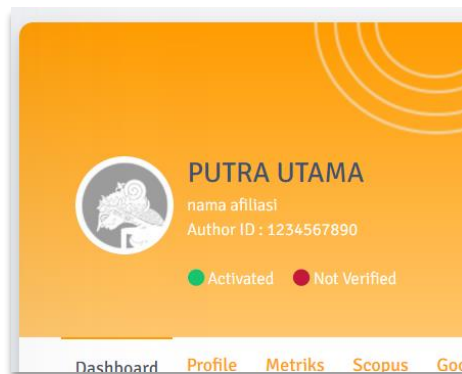 PUTRA UTAMA
nama afiliasi
Author ID : 1234567890
Activated Not Verified
Dashboard Profile Metriks Scopus